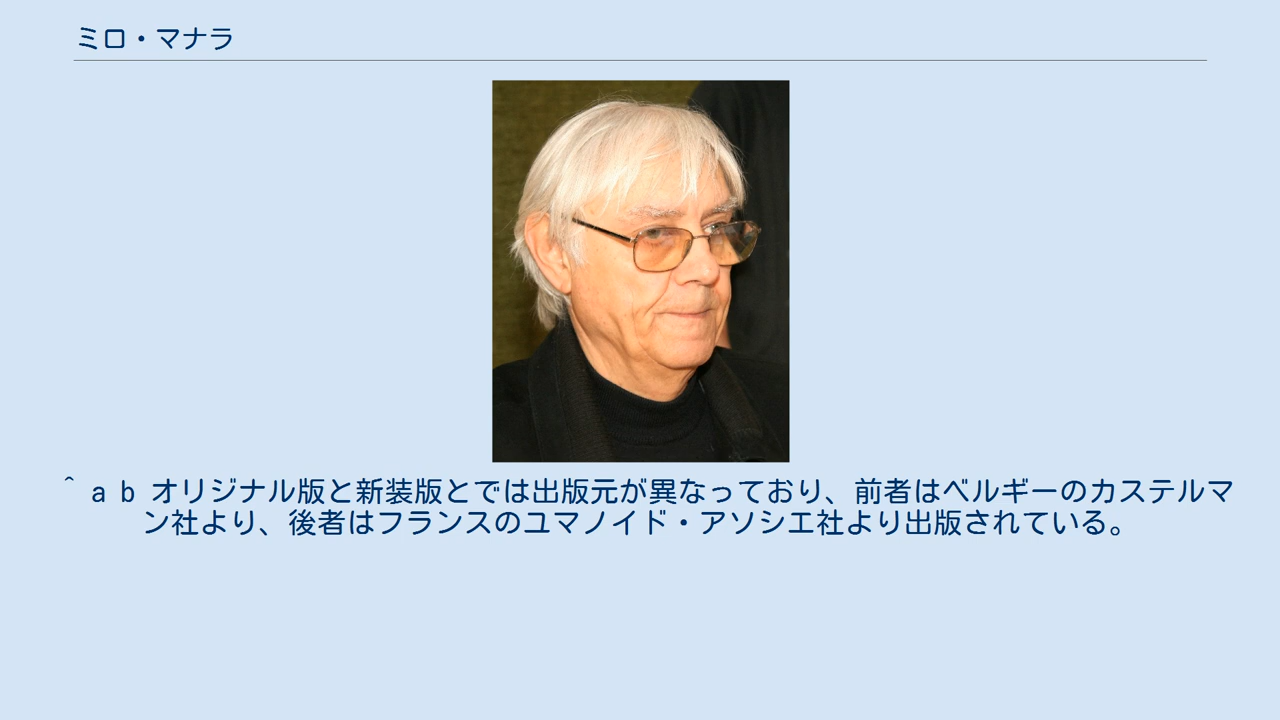 ミロ・マナラ
^ a b オリジナル版と新装版とでは出版元が異なっており、前者はベルギーのカステルマ
ン社より、後者はフランスのユマノイド・アソシエ社より出版されている。